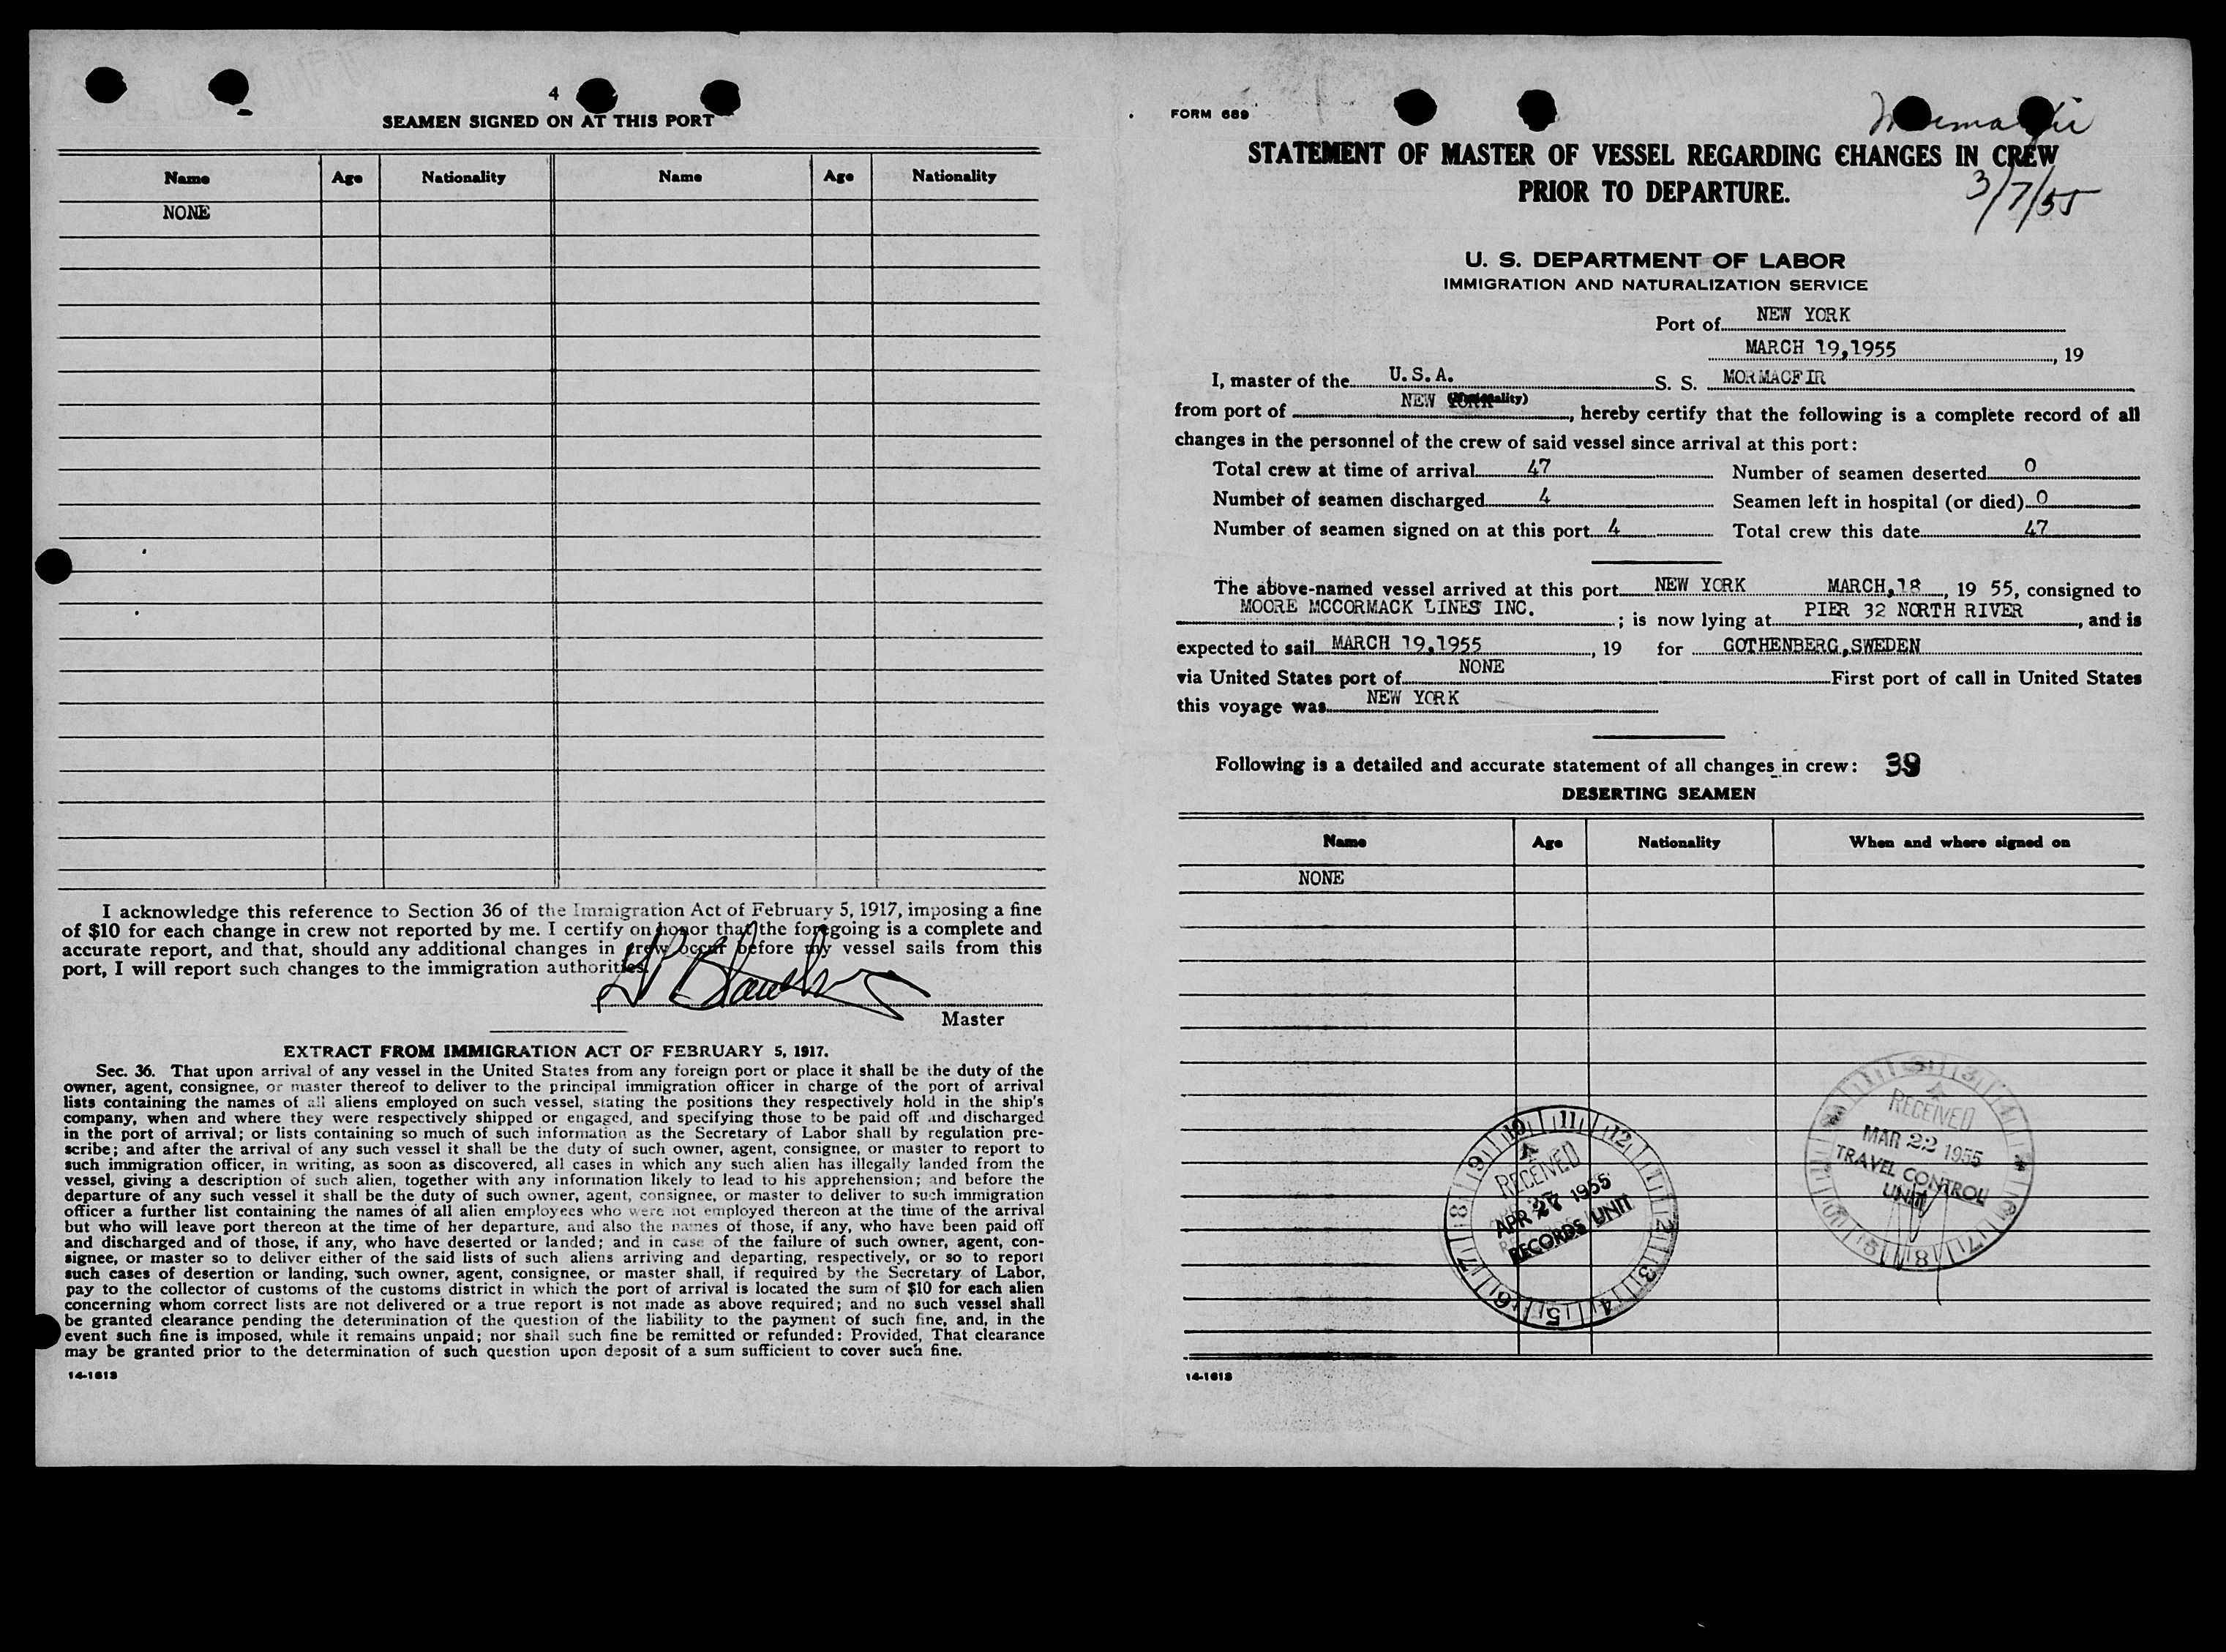 4
SEAMEN SIGNED ON AT THIS PORT
Name Age Nationality Name Age Nationality
NONE
I acknowledge this reference to Section 36 of the Immigration Act of February 5, 1917, imposing a fine
of $10 for each change in crew not reported by me. I certify on honor that the foregoing is a complete and
accurate report, and that, should any additional changes in crew occur before my vessel sails from this
port, I will report such changes to the immigration authorities.
Master
EXTRACT FROM IMMIGRATION ACT OF FEBRUARY 5, 1917.
Sec. 36. That upon arrival of any vessel in the United States from any foreign port or place it shall be the duty of the
owner, agent, consignee, or master thereof to deliver to the principal immigration officer in charge of the port of arrival
lists containing the names of all aliens employed on such vessel, stating the positions they respectively hold in the ship's
company, when and where they were respectively shipped or engaged, and specifying those to be paid off and discharged
in the port of arrival; or lists containing so much of such information as the Secretary of Labor shall by regulation pre-
scribe; and after the arrival of any such vessel it shall be the duty of such owner, agent, consignee, or master to report to
such immigration officer, in writing, as soon as discovered, all cases in which any such alien has illegally landed from the
vessel, giving a description of such alien, together with any information likely to lead to his apprehension; and before the
departure of any such vessel it shall be the duty of such owner, agent, consignee, or master to deliver to such immigration
officer a further list containing the names of all alien employees who were not employed thereon at the time of the arrival
but who will leave port thereon at the time of her departure, and also the names of those, if any, who have been paid off
and discharged and of those, if any, who have deserted or landed; and in case of the failure of such owner, agent, con-
signee, or master so to deliver either of the said lists of such aliens arriving and departing, respectively, or so to report
such cases of desertion or landing, such owner, agent, consignee, or master shall, if required by the Secretary of Labor,
pay to the collector of customs of the customs district in which the port of arrival is located the sum of $10 for each alien
concerning whom correct lists are not delivered or a true report is not made as above required; and no such vessel shall
be granted clearance pending the determination of the question of the liability to the payment of such fine, and, in the
event such fine is imposed, while it remains unpaid; nor shall such fine be remitted or refunded: Provided, That clearance
may be granted prior to the determination of such question upon deposit of a sum sufficient to cover such fine.
14-1613
FORM 689
STATEMENT OF MASTER OF VESSEL REGARDING CHANGES IN CREW
PRIOR TO DEPARTURE.
3/7/55
U. S. DEPARTMENT OF LABOR
IMMIGRATION AND NATURALIZATION SERVICE
Port of NEW YORK
MARCH 19,1955, 19
I, master of the U.S.A. S. S. MORMACFIR
(Nationality)
from port of NEW YORK, hereby certify that the following is a complete record of all
changes in the personnel of the crew of said vessel since arrival at this port:
Total crew at time of arrival 47 Number of seamen deserted 0
Number of seamen discharged 4 Seamen left in hospital (or died) 0
Number of seamen signed on at this port 4 Total crew this date 47
The above-named vessel arrived at this port NEW YORK MARCH,18, 19 55, consigned to
MOORE MCCORMACK LINES INC.; is now lying at PIER 32 NORTH RIVER, and is
expected to sail MARCH 19,1955, 19 for GOTHENBERG,SWEDEN
via United States port of NONE First port of call in United States
this voyage was NEW YORK
Following is a detailed and accurate statement of all changes in crew: 39
DESERTING SEAMEN
Name Age Nationality When and where signed on
NONE
RECEIVED
APR 27 1955
RECORDS UNIT
RECEIVED
MAR 22 1955
TRAVEL CONTROL
UNIT
14-1613